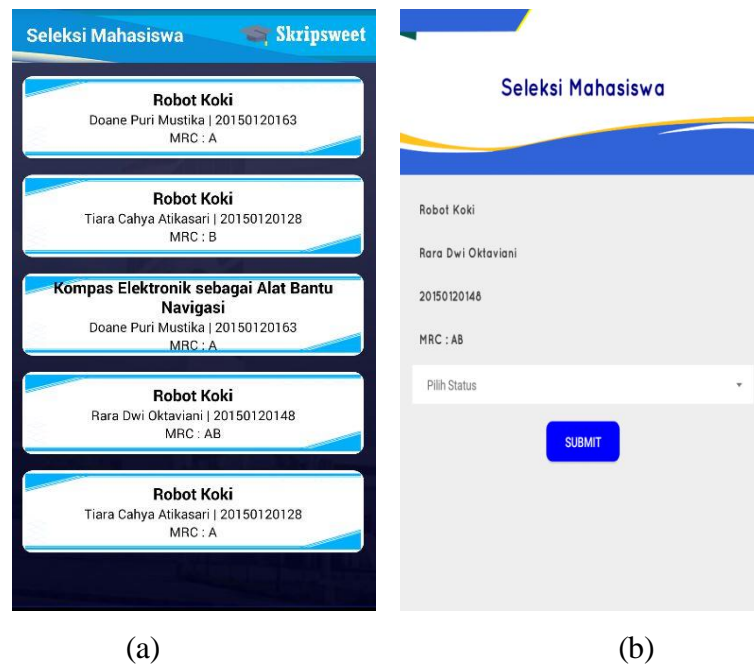 Seleksi Mahasiswa
Skripsweet
Robot Koki
Doane Puri Mustika | 20150120163
MRC : A
Robot Koki
Tiara Cahya Atikasari | 20150120128
MRC : B
Kompas Elektronik sebagai Alat Bantu
Navigasi
Doane Puri Mustika | 20150120163
MRC : A
Robot Koki
Rara Dwi Oktaviani | 20150120148
MRC : AB
Robot Koki
Tiara Cahya Atikasari | 20150120128
MRC : A
(a)
Seleksi Mahasiswa
Robot Koki
Rara Dwi Oktaviani
20150120148
MRC : AB
Pilih Status
SUBMIT
(b)